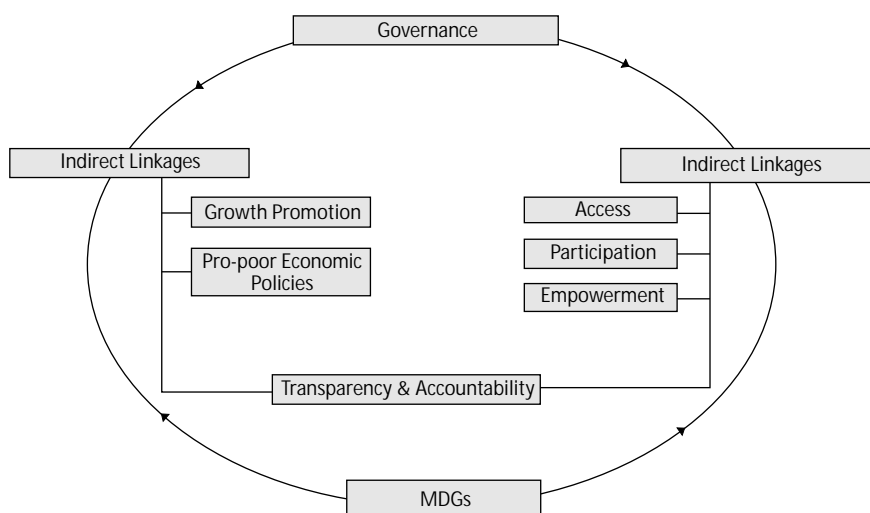 Governance
Indirect Linkages
Indirect Linkages
Growth Promotion
Access
Pro-poor Economic
Policies
Participation
Empowerment
Transparency & Accountability
MDGs